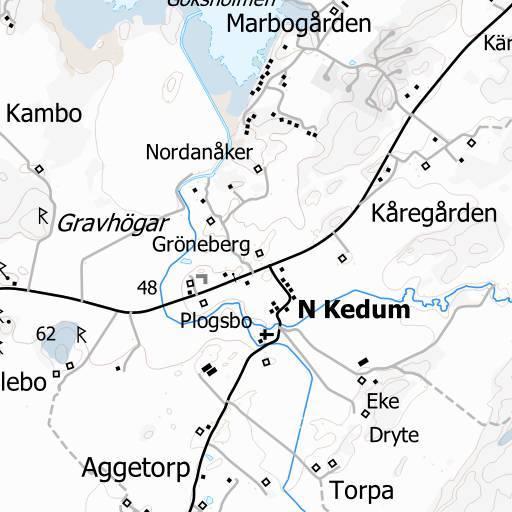 Göksholmen
Marbogården
Kär
Kambo
Nordanåker
Gravhögar
Kåregården
Gröneberg
48
N Kedum
Plogsbo
62
lebo
Eke
Dryte
Aggetorp
Torpa